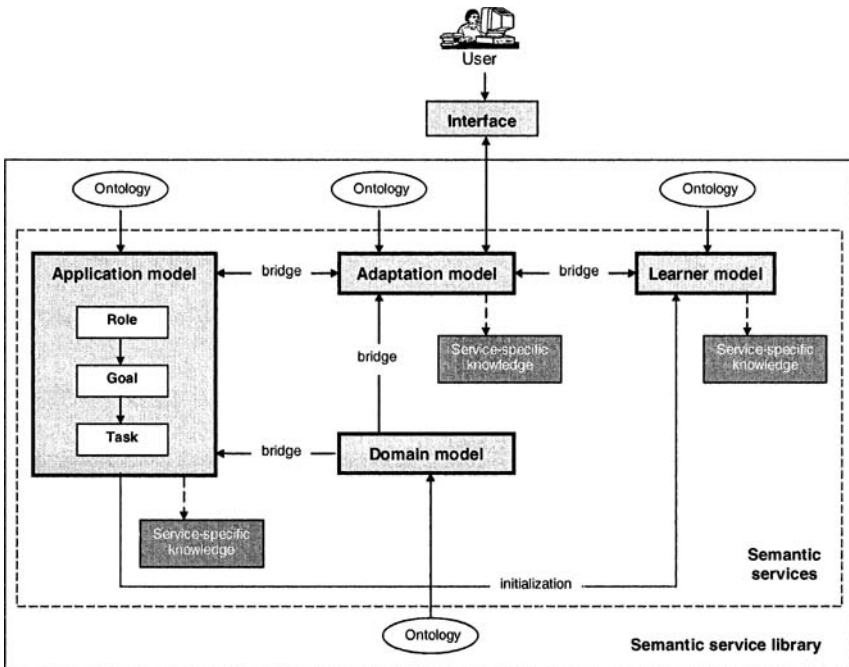 User
Interface
Ontology
Ontology
Ontology
Application model
bridge
Adaptation model
bridge
Learner model
Role
Goal
Task
bridge
Service-specific
knowledge
Service-specific
knowledge
bridge
Domain model
Service-specific
knowledge
initialization
Semantic
services
Ontology
Semantic service library